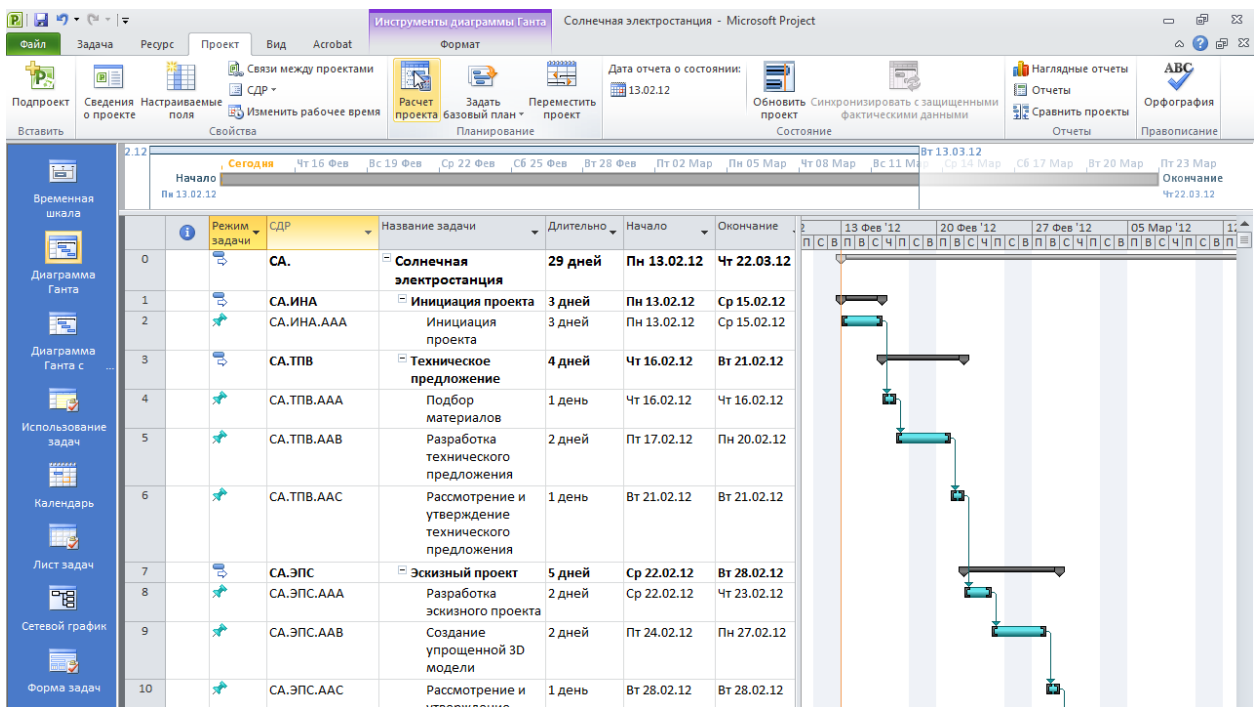 Инструменты диаграммы Ганта
Солнечная электростанция - Microsoft Project
Файл Задача Ресурс Проект Вид Acrobat Формат
Подпроект
Вставить
Сведения о проекте
Настраиваемые поля
Связи между проектами
СДР
Изменить рабочее время
Свойства
Расчет проекта
Задать базовый план
Переместить проект
Планирование
Дата отчета о состоянии:
13.02.12
Обновить проект
Синхронизировать с защищенными фактическими данными
Состояние
Наглядные отчеты
Отчеты
Сравнить проекты
Отчеты
ABC
Орфография
Правописание
2.12
Вт 13.03.12
Сегодня Чт 16 Фев Вс 19 Фев Ср 22 Фев Сб 25 Фев Вт 28 Фев Пт 02 Мар Пн 05 Мар Чт 08 Мар Вс 11 Мар Ср 14 Мар Сб 17 Мар Вт 20 Мар Пт 23 Мар
Начало
Пн 13.02.12
Окончание
Чт 22.03.12
Временная шкала
Диаграмма Ганта
Диаграмма Ганта с ...
Использование задач
Календарь
Лист задач
Сетевой график
Форма задач
Режим задачи СДР Название задачи Длительно Начало Окончание
2 13 Фев '12 20 Фев '12 27 Фев '12 05 Мар '12 12
П С В П В С Ч П С В П В С Ч П С В П В С Ч П С В П В С Ч П С В П
0 СА. Солнечная электростанция 29 дней Пн 13.02.12 Чт 22.03.12
1 СА.ИНА Инициация проекта 3 дней Пн 13.02.12 Ср 15.02.12
2 СА.ИНА.ААА Инициация проекта 3 дней Пн 13.02.12 Ср 15.02.12
3 СА.ТПВ Техническое предложение 4 дней Чт 16.02.12 Вт 21.02.12
4 СА.ТПВ.ААА Подбор материалов 1 день Чт 16.02.12 Чт 16.02.12
5 СА.ТПВ.ААВ Разработка технического предложения 2 дней Пт 17.02.12 Пн 20.02.12
6 СА.ТПВ.ААС Рассмотрение и утверждение технического предложения 1 день Вт 21.02.12 Вт 21.02.12
7 СА.ЭПС Эскизный проект 5 дней Ср 22.02.12 Вт 28.02.12
8 СА.ЭПС.ААА Разработка эскизного проекта 2 дней Ср 22.02.12 Чт 23.02.12
9 СА.ЭПС.ААВ Создание упрощенной 3D модели 2 дней Пт 24.02.12 Пн 27.02.12
10 СА.ЭПС.ААС Рассмотрение и утверждение 1 день Вт 28.02.12 Вт 28.02.12